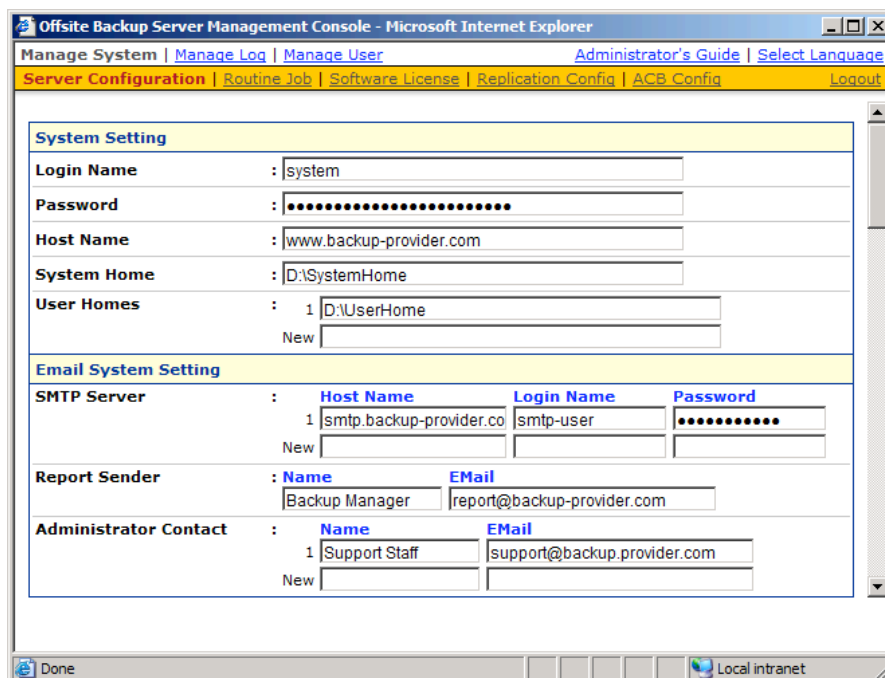 Offsite Backup Server Management Console - Microsoft Internet Explorer
Manage System | Manage Log | Manage User Administrator's Guide | Select Language
Server Configuration | Routine Job | Software License | Replication Config | ACB Config Logout
System Setting
Login Name : system
Password : ••••••••••••••••••••••••
Host Name : www.backup-provider.com
System Home : D:\SystemHome
User Homes : 1 D:\UserHome
New
Email System Setting
SMTP Server : Host Name Login Name Password
1 smtp.backup-provider.co smtp-user •••••••••••
New
Report Sender : Name EMail
Backup Manager report@backup-provider.com
Administrator Contact : Name EMail
1 Support Staff support@backup.provider.com
New
Done Local intranet